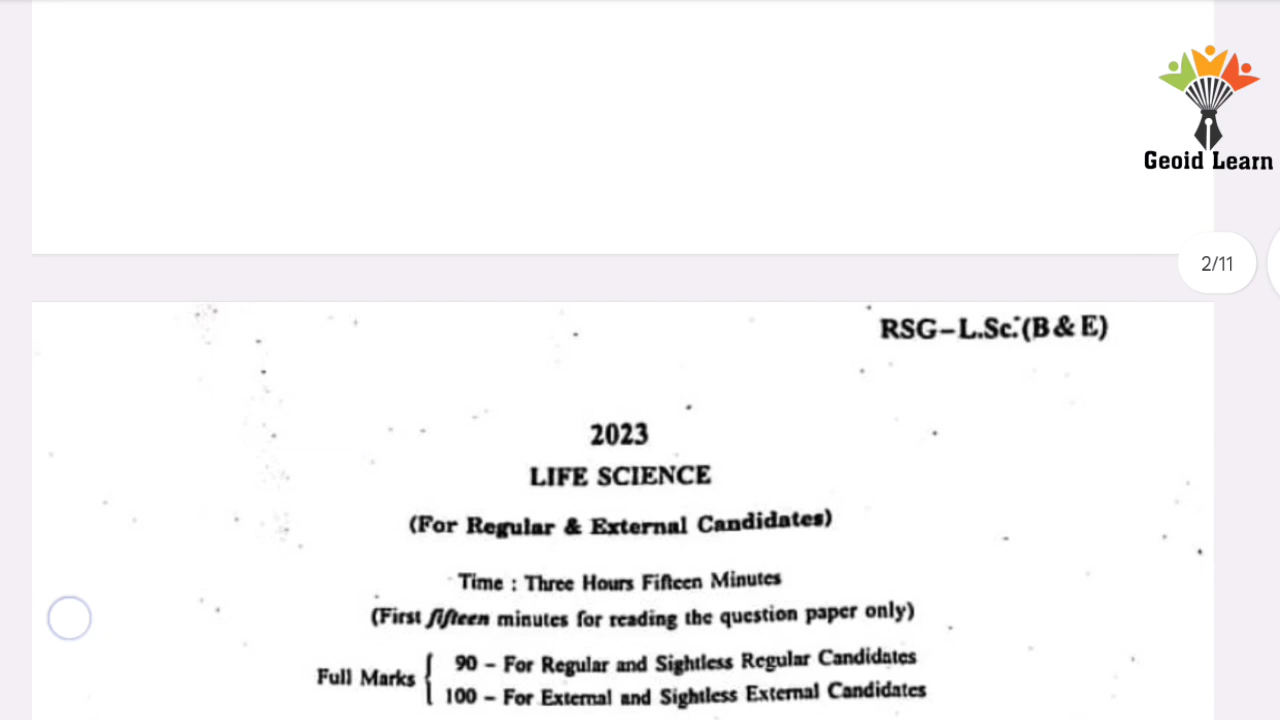 Geoid Learn
2/11
RSG-L.Sc.(B & E)
2023
LIFE SCIENCE
(For Regular & External Candidates)
Time : Three Hours Fifteen Minutes
(First fifteen minutes for reading the question paper only)
Full Marks { 90 – For Regular and Sightless Regular Candidates
100 – For External and Sightless External Candidates